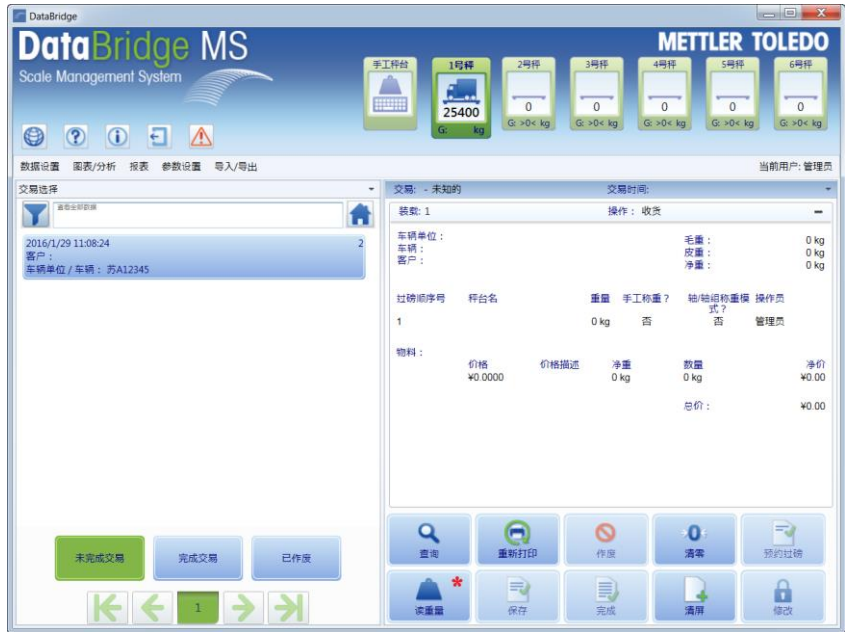 DataBridge
DataBridge MS
Scale Management System
METTLER TOLEDO
手工秤台
1号秤
25400
G: kg
2号秤
0
G: >0< kg
3号秤
0
G: >0< kg
4号秤
0
G: >0< kg
5号秤
0
G: >0< kg
6号秤
0
G: >0< kg
数据设置 图表/分析 报表 参数设置 导入/导出
当前用户: 管理员
交易选择
查看全部数据
2016/1/29 11:08:24 2
客户：
车辆单位 / 车辆： 苏A12345
未完成交易
完成交易
已作废
1
交易: - 未知的 交易时间:
装载: 1 操作： 收货
车辆单位：
车辆：
客户：
毛重： 0 kg
皮重： 0 kg
净重： 0 kg
过磅顺序号 秤台名 重量 手工称重？ 轴/轴组称重模式？ 操作员
1 0 kg 否 否 管理员
物料：
价格 价格描述 净重 数量 净价
¥0.0000 0 kg 0 kg ¥0.00
总价： ¥0.00
查询
重新打印
作废
0
清零
预约过磅
读重量 *
保存
完成
清屏
修改